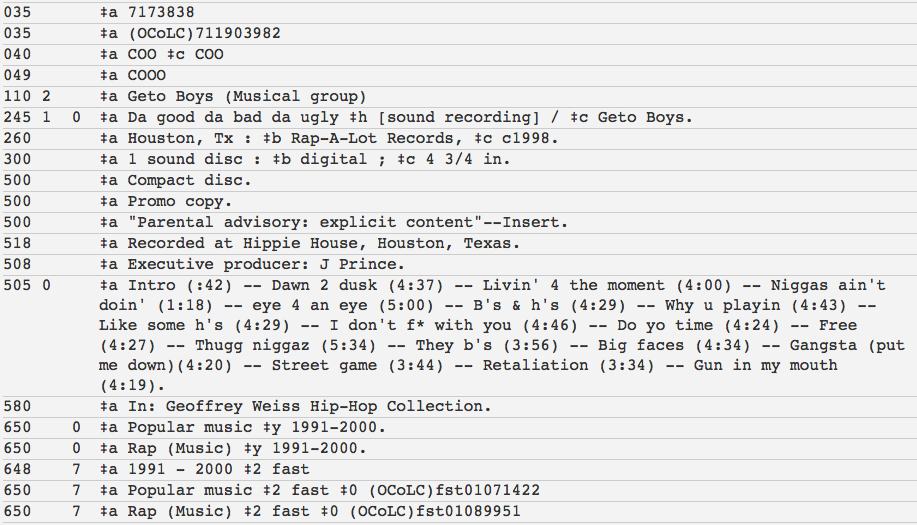 035 ‡a 7173838
035 ‡a (OCoLC)711903982
040 ‡a COO ‡c COO
049 ‡a COOO
110 2 ‡a Geto Boys (Musical group)
245 1 0 ‡a Da good da bad da ugly ‡h [sound recording] / ‡c Geto Boys.
260 ‡a Houston, Tx : ‡b Rap-A-Lot Records, ‡c c1998.
300 ‡a 1 sound disc : ‡b digital ; ‡c 4 3/4 in.
500 ‡a Compact disc.
500 ‡a Promo copy.
500 ‡a "Parental advisory: explicit content"--Insert.
518 ‡a Recorded at Hippie House, Houston, Texas.
508 ‡a Executive producer: J Prince.
505 0 ‡a Intro (:42) -- Dawn 2 dusk (4:37) -- Livin' 4 the moment (4:00) -- Niggas ain't
doin' (1:18) -- eye 4 an eye (5:00) -- B's & h's (4:29) -- Why u playin (4:43) --
Like some h's (4:29) -- I don't f* with you (4:46) -- Do yo time (4:24) -- Free
(4:27) -- Thugg niggaz (5:34) -- They b's (3:56) -- Big faces (4:34) -- Gangsta (put
me down)(4:20) -- Street game (3:44) -- Retaliation (3:34) -- Gun in my mouth
(4:19).
580 ‡a In: Geoffrey Weiss Hip-Hop Collection.
650 0 ‡a Popular music ‡y 1991-2000.
650 0 ‡a Rap (Music) ‡y 1991-2000.
648 7 ‡a 1991 - 2000 ‡2 fast
650 7 ‡a Popular music ‡2 fast ‡0 (OCoLC)fst01071422
650 7 ‡a Rap (Music) ‡2 fast ‡0 (OCoLC)fst01089951